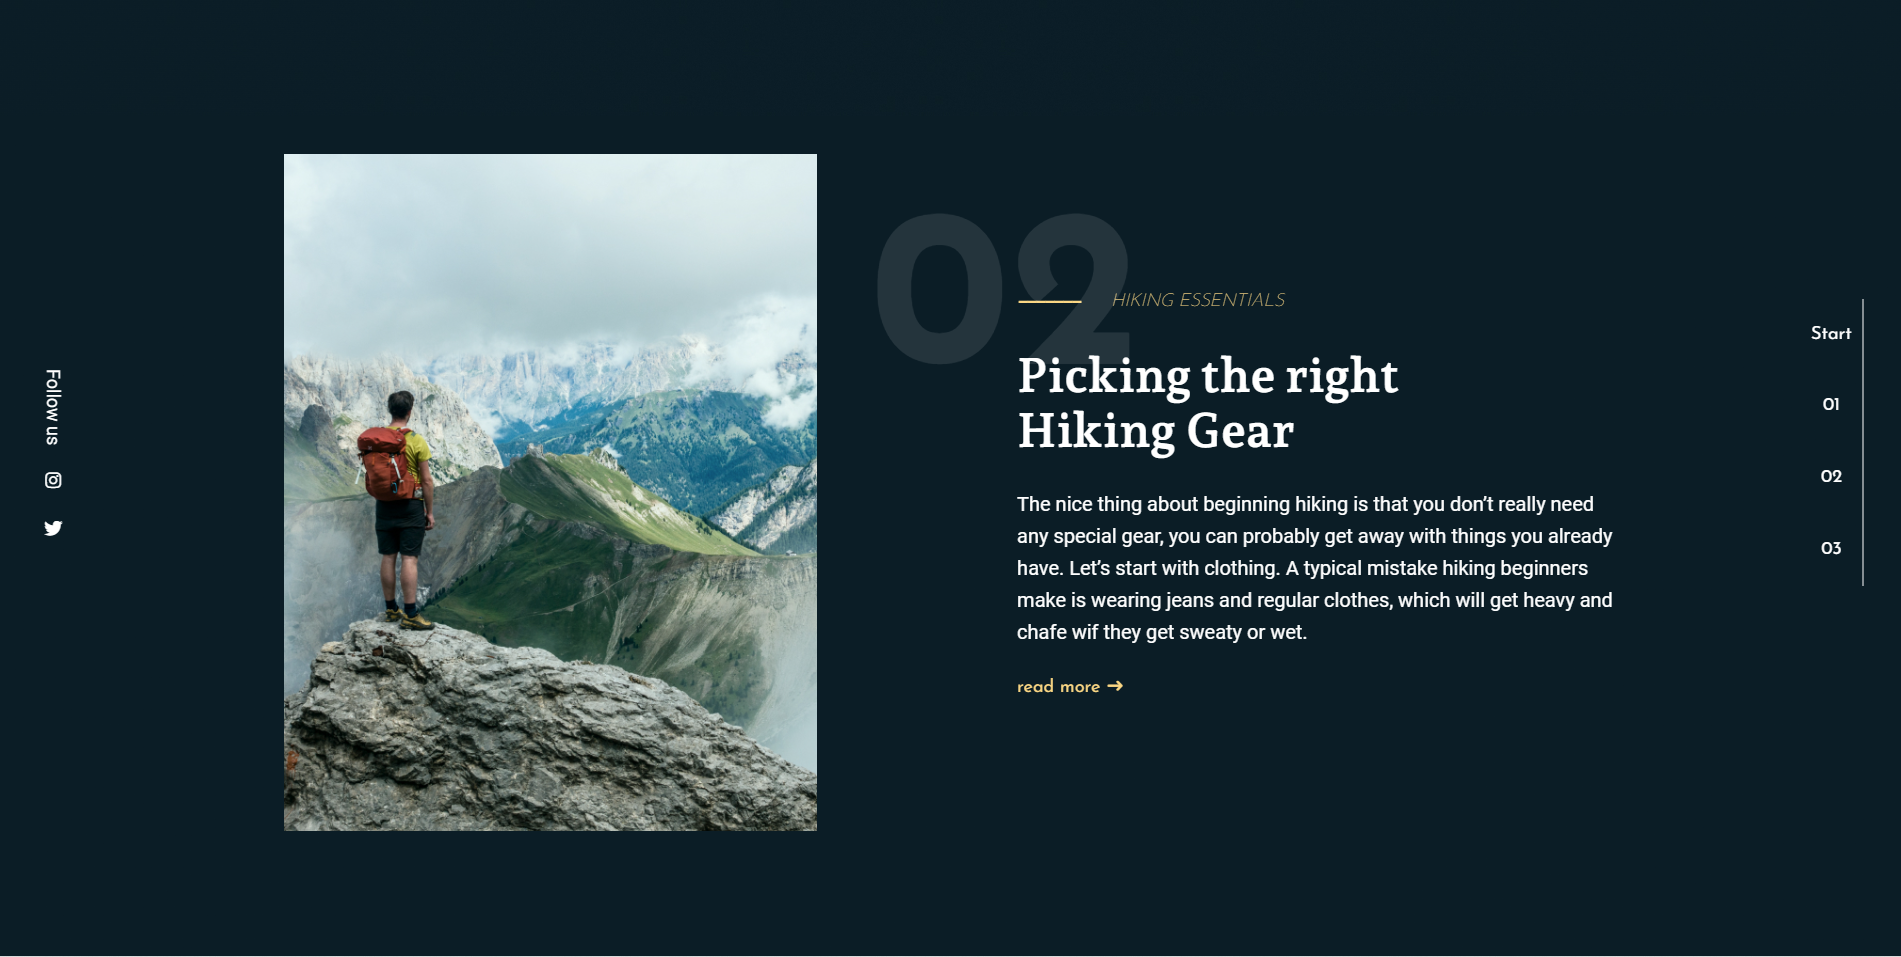 Follow us
02
HIKING ESSENTIALS
Picking the right
Hiking Gear
The nice thing about beginning hiking is that you don’t really need
any special gear, you can probably get away with things you already
have. Let’s start with clothing. A typical mistake hiking beginners
make is wearing jeans and regular clothes, which will get heavy and
chafe wif they get sweaty or wet.
read more →
Start
01
02
03